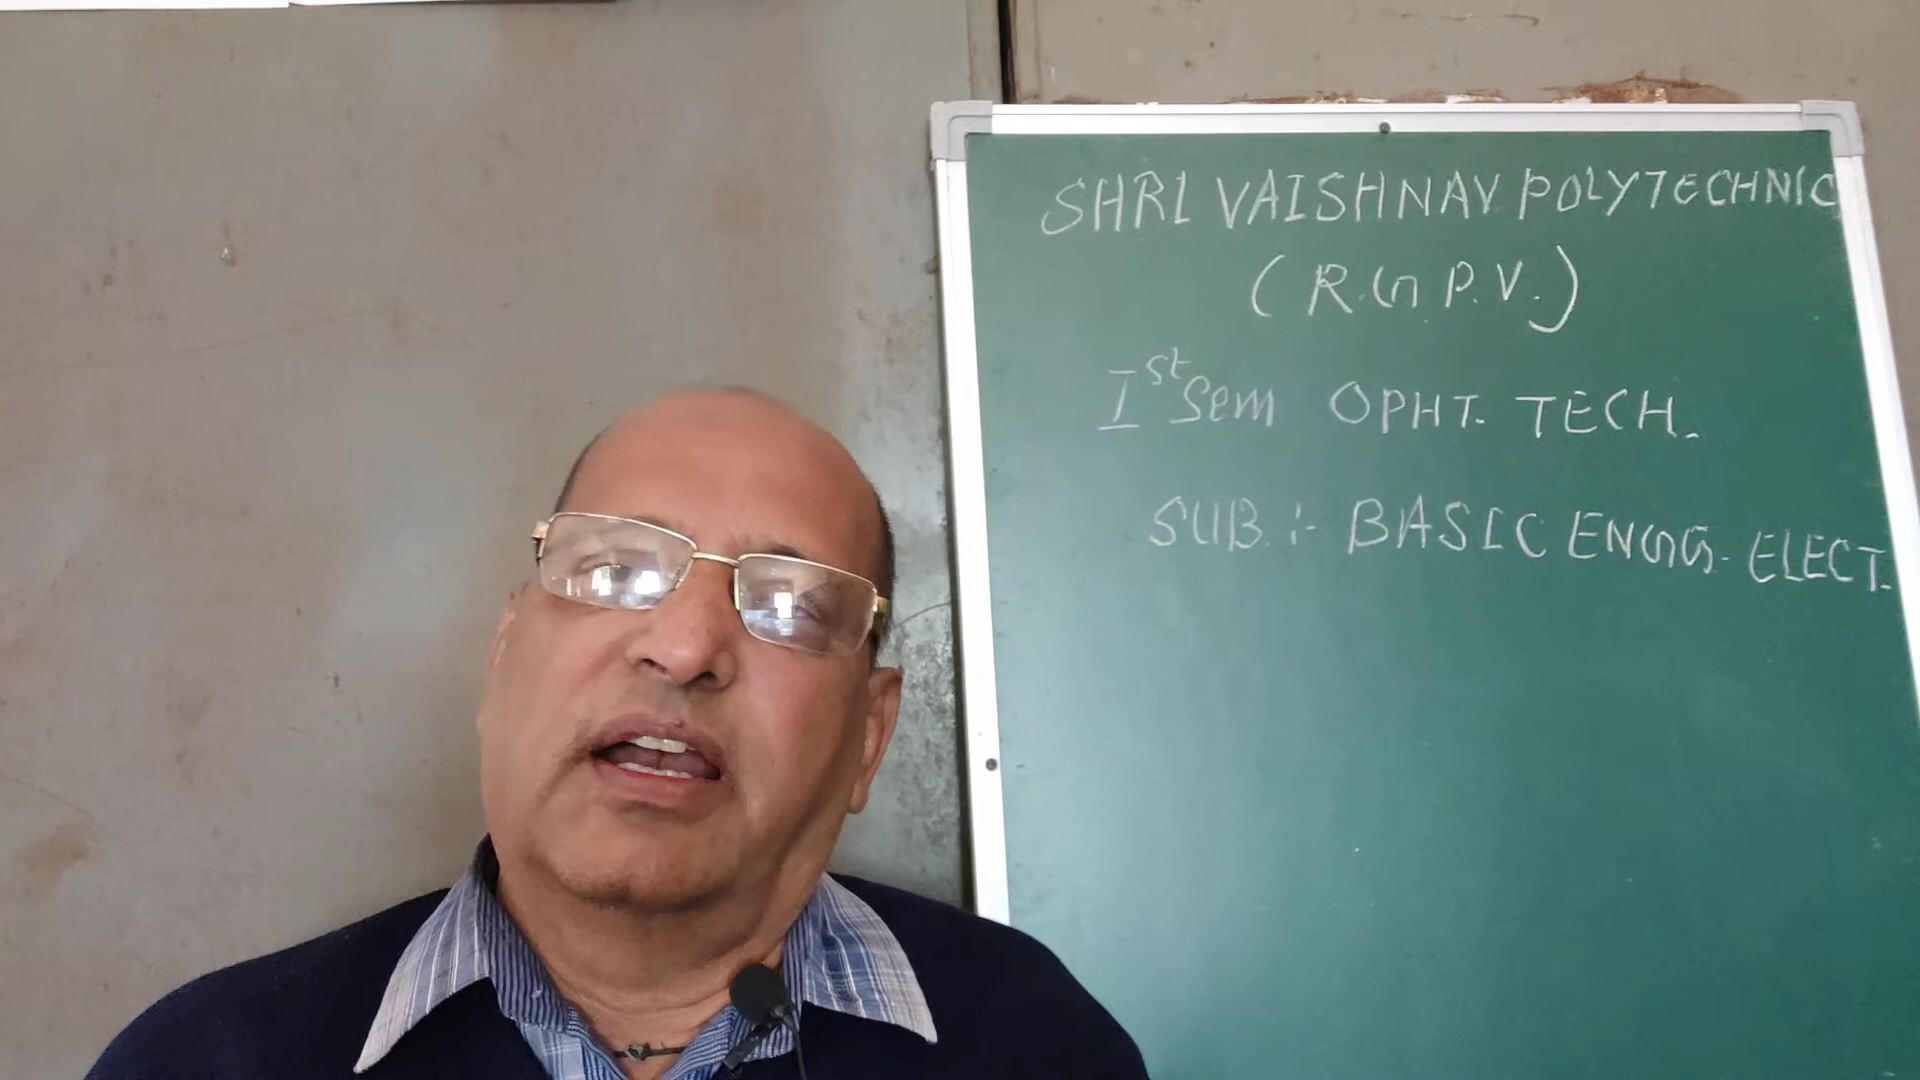 SHRI VAISHNAV POLYTECHNIC
(R.G.P.V.)
Ist Sem OPHT. TECH.
SUB :- BASIC ENGG. ELECT.